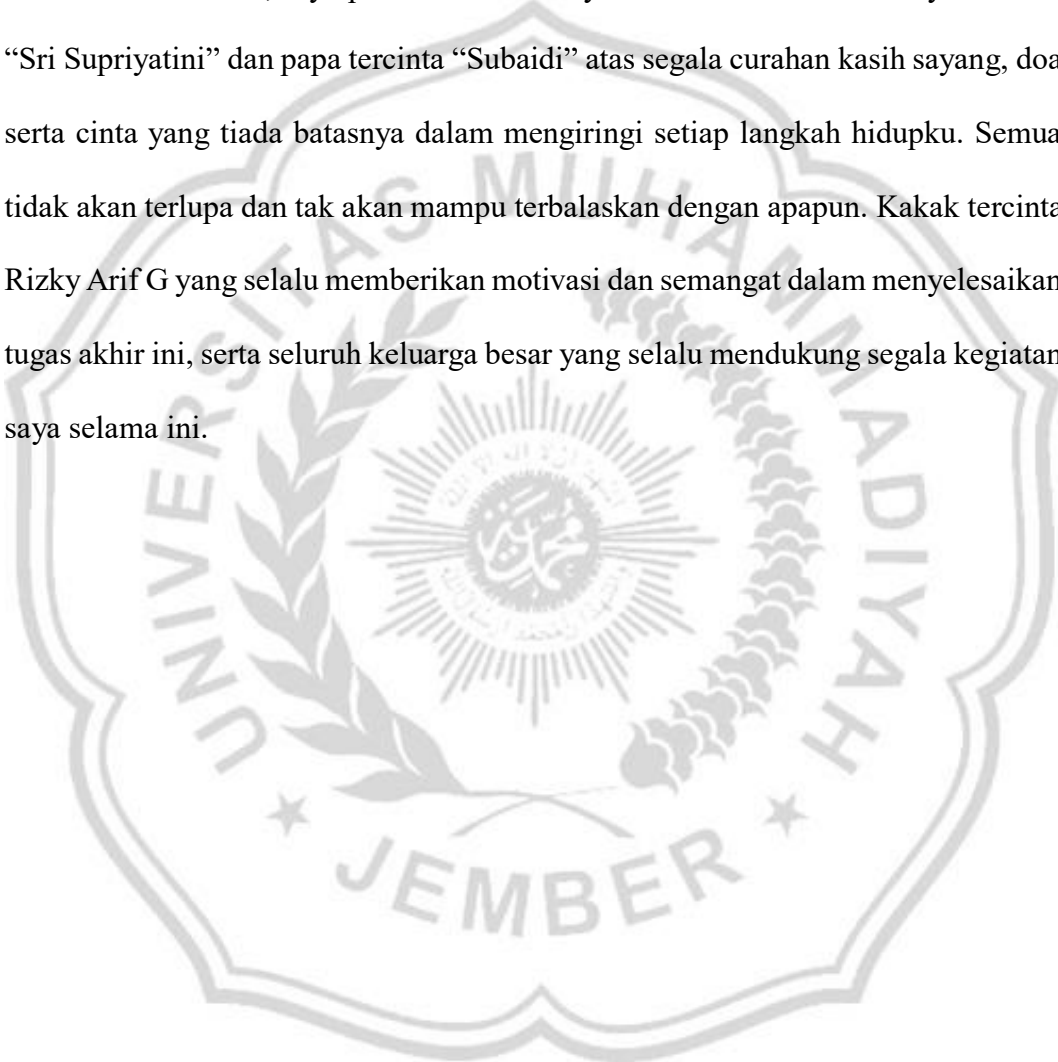 “Sri Supriyatini” dan papa tercinta “Subaidi” atas segala curahan kasih sayang, doa
serta cinta yang tiada batasnya dalam mengiringi setiap langkah hidupku. Semua
tidak akan terlupa dan tak akan mampu terbalaskan dengan apapun. Kakak tercinta
Rizky Arif G yang selalu memberikan motivasi dan semangat dalam menyelesaikan
tugas akhir ini, serta seluruh keluarga besar yang selalu mendukung segala kegiatan
saya selama ini.
UNIVERSITAS MUHAMMADIYAH
JEMBER